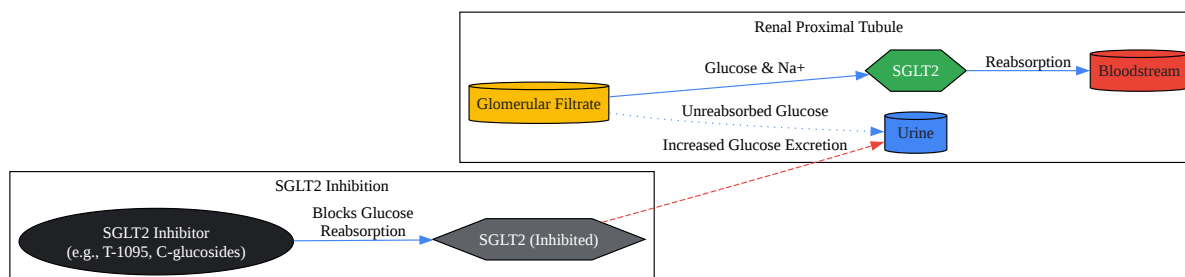 Renal Proximal Tubule
Glucose & Na+
SGLT2
Reabsorption
Bloodstream
Glomerular Filtrate
Unreabsorbed Glucose
Urine
Increased Glucose Excretion
SGLT2 Inhibition
SGLT2 Inhibitor
(e.g., T-1095, C-glucosides)
Blocks Glucose
Reabsorption
SGLT2 (Inhibited)